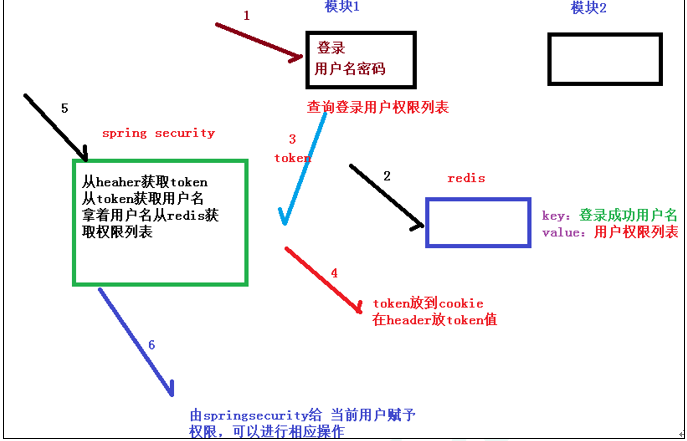 模块1
模块2
1
登录
用户名密码
查询登录用户权限列表
5
spring security
3
token
2
redis
从heaher获取token
从token获取用户名
拿着用户名从redis获
取权限列表
key：登录成功用户名
value：用户权限列表
4
token放到cookie
在header放token值
6
由springsecurity给 当前用户赋予
权限，可以进行相应操作